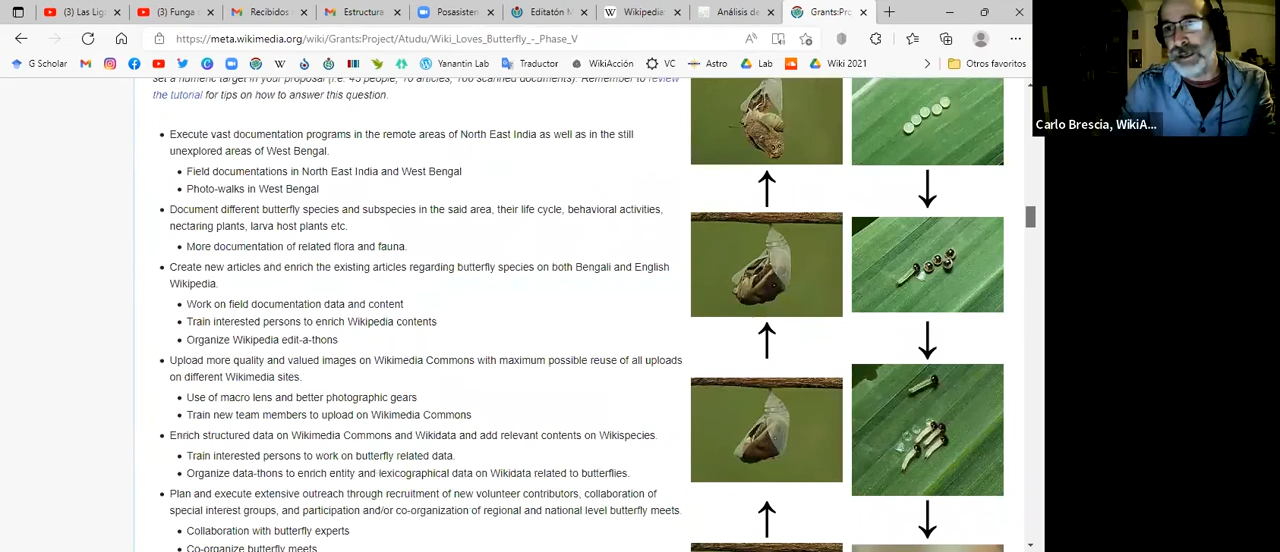 (3) Las Lig
(3) Funga
Recibidos
Estructura
Posasisten
Editatón M
Wikipedia:
Análisis de
Grants:Pro
https://meta.wikimedia.org/wiki/Grants:Project/Atudu/Wiki_Loves_Butterfly_-_Phase_V
G Scholar
Yanantin Lab
Traductor
WikiAcción
VC
Astro
Lab
Wiki 2021
Otros favoritos
Carlo Brescia, WikiA...
set a numeric target in your proposal (i.e. 45 people, 10 articles, 100 scanned documents). Remember to review
the tutorial for tips on how to answer this question.
Execute vast documentation programs in the remote areas of North East India as well as in the still
unexplored areas of West Bengal.
Field documentations in North East India and West Bengal
Photo-walks in West Bengal
Document different butterfly species and subspecies in the said area, their life cycle, behavioral activities,
nectaring plants, larva host plants etc.
More documentation of related flora and fauna.
Create new articles and enrich the existing articles regarding butterfly species on both Bengali and English
Wikipedia.
Work on field documentation data and content
Train interested persons to enrich Wikipedia contents
Organize Wikipedia edit-a-thons
Upload more quality and valued images on Wikimedia Commons with maximum possible reuse of all uploads
on different Wikimedia sites.
Use of macro lens and better photographic gears
Train new team members to upload on Wikimedia Commons
Enrich structured data on Wikimedia Commons and Wikidata and add relevant contents on Wikispecies.
Train interested persons to work on butterfly related data.
Organize data-thons to enrich entity and lexicographical data on Wikidata related to butterflies.
Plan and execute extensive outreach through recruitment of new volunteer contributors, collaboration of
special interest groups, and participation and/or co-organization of regional and national level butterfly meets.
Collaboration with butterfly experts
Co-organize butterfly meets